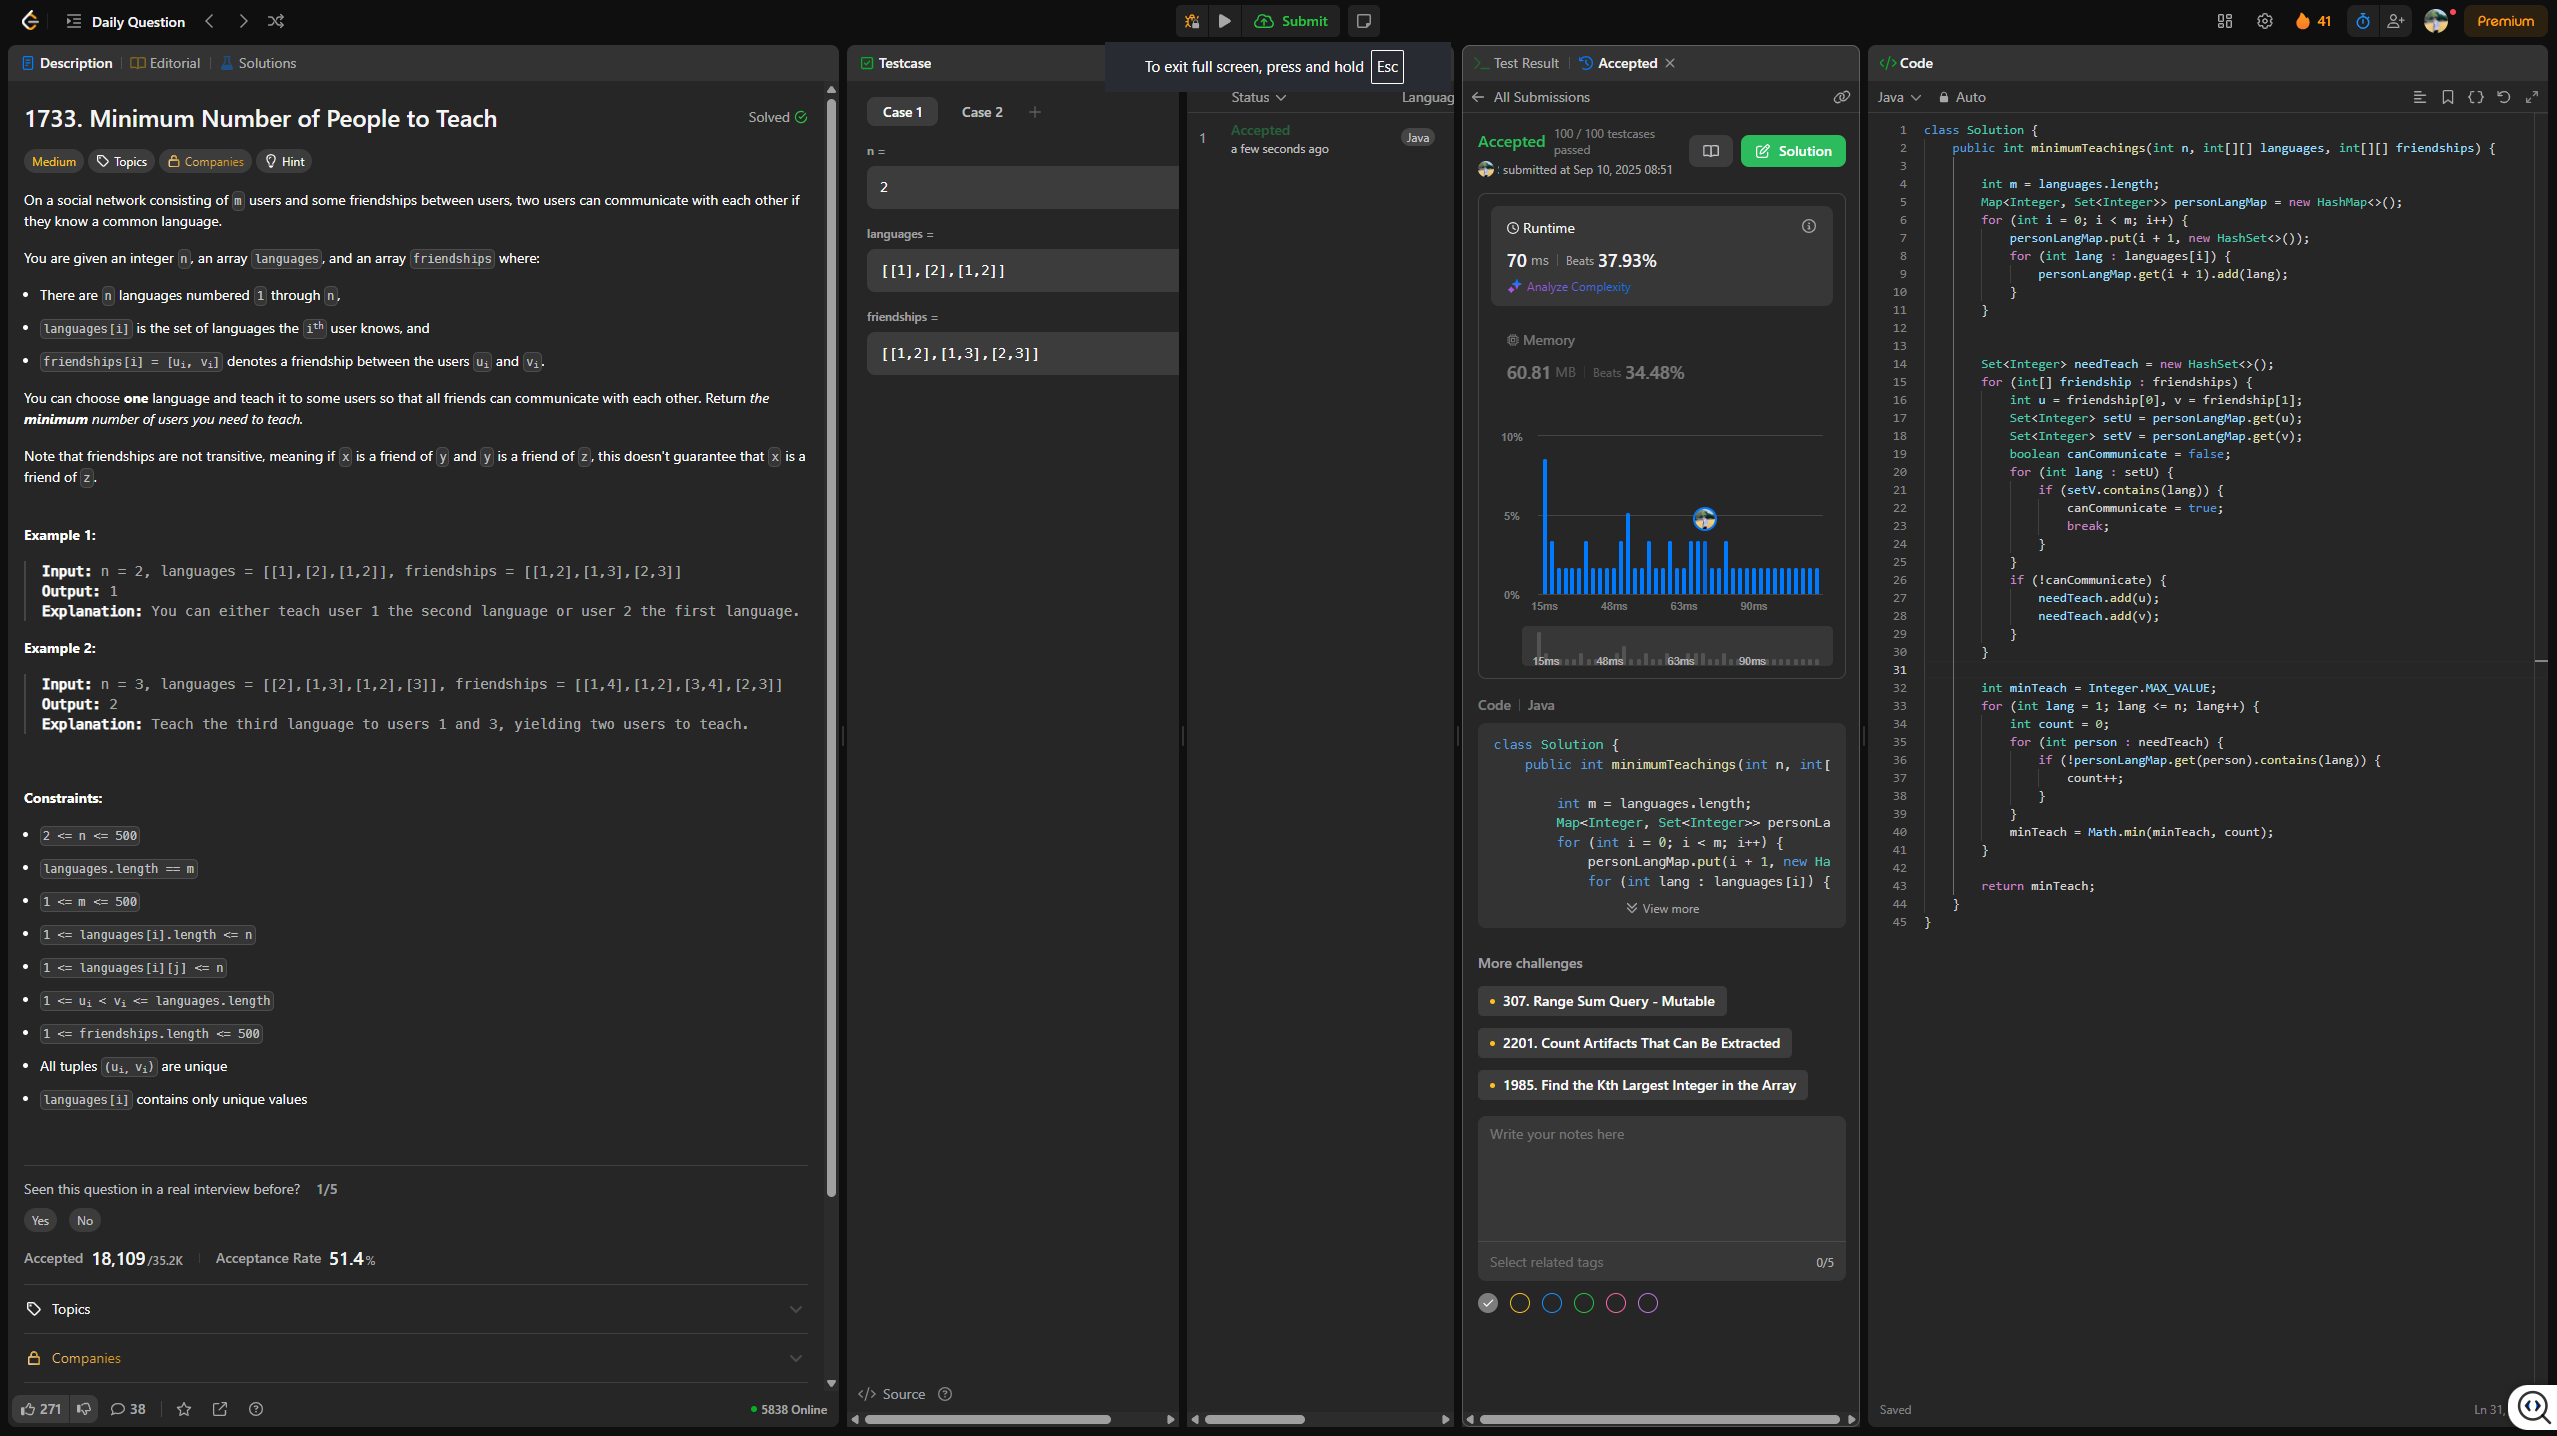 Daily Question
Submit
41
Premium
To exit full screen, press and hold Esc
Description
Editorial
Solutions
1733. Minimum Number of People to Teach
Solved
Medium
Topics
Companies
Hint
On a social network consisting of m users and some friendships between users, two users can communicate with each other if
they know a common language.
You are given an integer n, an array languages, and an array friendships where:
• There are n languages numbered 1 through n,
• languages[i] is the set of languages the ith user knows, and
• friendships[i] = [ui, vi] denotes a friendship between the users ui and vi.
You can choose one language and teach it to some users so that all friends can communicate with each other. Return the
minimum number of users you need to teach.
Note that friendships are not transitive, meaning if x is a friend of y and y is a friend of z, this doesn't guarantee that x is a
friend of z.
Example 1:
Input: n = 2, languages = [[1],[2],[1,2]], friendships = [[1,2],[1,3],[2,3]]
Output: 1
Explanation: You can either teach user 1 the second language or user 2 the first language.
Example 2:
Input: n = 3, languages = [[2],[1,3],[1,2],[3]], friendships = [[1,4],[1,2],[3,4],[2,3]]
Output: 2
Explanation: Teach the third language to users 1 and 3, yielding two users to teach.
Constraints:
• 2 <= n <= 500
• languages.length == m
• 1 <= m <= 500
• 1 <= languages[i].length <= n
• 1 <= languages[i][j] <= n
• 1 <= ui < vi <= languages.length
• 1 <= friendships.length <= 500
• All tuples (ui, vi) are unique
• languages[i] contains only unique values
Seen this question in a real interview before? 1/5
Yes No
Accepted 18,109/35.2K Acceptance Rate 51.4%
Topics
Companies
271
38
5838 Online
Testcase
Case 1
Case 2
n =
2
languages =
[[1],[2],[1,2]]
friendships =
[[1,2],[1,3],[2,3]]
Source
Status
Languag
1
Accepted
a few seconds ago
Java
Test Result
Accepted
All Submissions
Accepted 100 / 100 testcases
passed
submitted at Sep 10, 2025 08:51
Solution
Runtime
70 ms Beats 37.93%
Analyze Complexity
Memory
60.81 MB Beats 34.48%
10%
5%
0%
15ms 48ms 63ms 90ms
15ms 48ms 63ms 90ms
Code Java
class Solution {
public int minimumTeachings(int n, int[
int m = languages.length;
Map<Integer, Set<Integer>> personLa
for (int i = 0; i < m; i++) {
personLangMap.put(i + 1, new Ha
for (int lang : languages[i]) {
View more
More challenges
• 307. Range Sum Query - Mutable
• 2201. Count Artifacts That Can Be Extracted
• 1985. Find the Kth Largest Integer in the Array
Write your notes here
Select related tags 0/5
Code
Java Auto
1 class Solution {
2 public int minimumTeachings(int n, int[][] languages, int[][] friendships) {
3
4 int m = languages.length;
5 Map<Integer, Set<Integer>> personLangMap = new HashMap<>();
6 for (int i = 0; i < m; i++) {
7 personLangMap.put(i + 1, new HashSet<>());
8 for (int lang : languages[i]) {
9 personLangMap.get(i + 1).add(lang);
10 }
11 }
12
13
14 Set<Integer> needTeach = new HashSet<>();
15 for (int[] friendship : friendships) {
16 int u = friendship[0], v = friendship[1];
17 Set<Integer> setU = personLangMap.get(u);
18 Set<Integer> setV = personLangMap.get(v);
19 boolean canCommunicate = false;
20 for (int lang : setU) {
21 if (setV.contains(lang)) {
22 canCommunicate = true;
23 break;
24 }
25 }
26 if (!canCommunicate) {
27 needTeach.add(u);
28 needTeach.add(v);
29 }
30 }
31
32 int minTeach = Integer.MAX_VALUE;
33 for (int lang = 1; lang <= n; lang++) {
34 int count = 0;
35 for (int person : needTeach) {
36 if (!personLangMap.get(person).contains(lang)) {
37 count++;
38 }
39 }
40 minTeach = Math.min(minTeach, count);
41 }
42
43 return minTeach;
44 }
45 }
Saved
Ln 31,